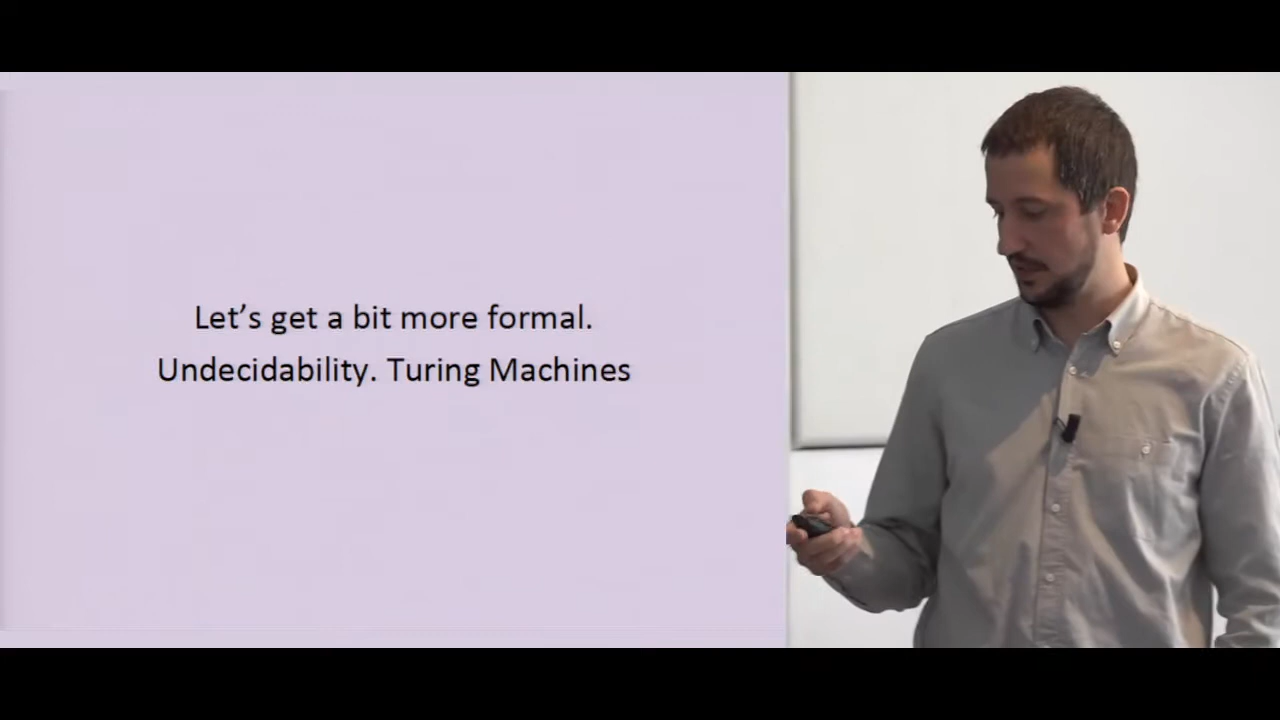 Let’s get a bit more formal.
Undecidability. Turing Machines